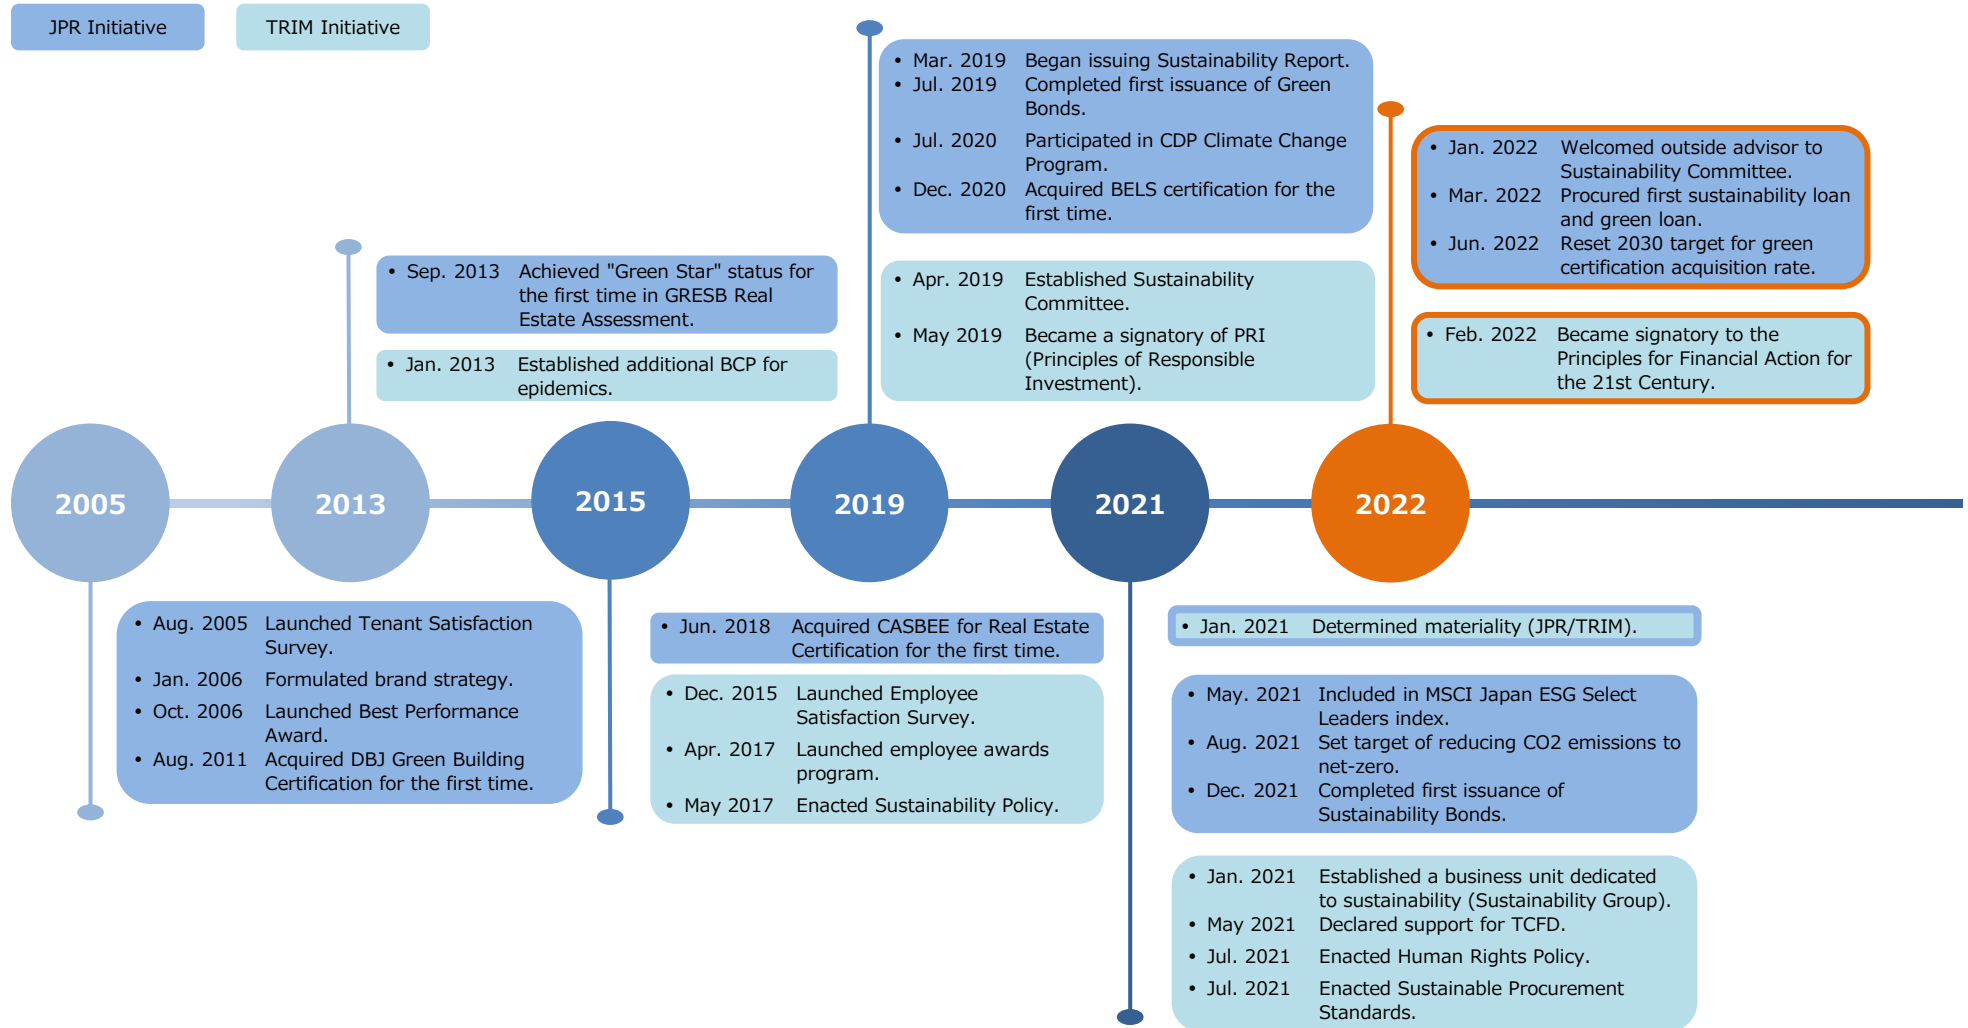 JPR Initiative
TRIM Initiative
• Mar. 2019 Began issuing Sustainability Report.
• Jul. 2019 Completed first issuance of Green
Bonds.
• Jul. 2020 Participated in CDP Climate Change
Program.
• Dec. 2020 Acquired BELS certification for the
first time.
• Jan. 2022 Welcomed outside advisor to
Sustainability Committee.
• Mar. 2022 Procured first sustainability loan
and green loan.
• Jun. 2022 Reset 2030 target for green
certification acquisition rate.
• Sep. 2013 Achieved "Green Star" status for
the first time in GRESB Real
Estate Assessment.
• Jan. 2013 Established additional BCP for
epidemics.
• Apr. 2019 Established Sustainability
Committee.
• May 2019 Became a signatory of PRI
(Principles of Responsible
Investment).
• Feb. 2022 Became signatory to the
Principles for Financial Action for
the 21st Century.
2005
2013
2015
2019
2021
2022
• Aug. 2005 Launched Tenant Satisfaction
Survey.
• Jan. 2006 Formulated brand strategy.
• Oct. 2006 Launched Best Performance
Award.
• Aug. 2011 Acquired DBJ Green Building
Certification for the first time.
• Jun. 2018 Acquired CASBEE for Real Estate
Certification for the first time.
• Dec. 2015 Launched Employee
Satisfaction Survey.
• Apr. 2017 Launched employee awards
program.
• May 2017 Enacted Sustainability Policy.
• Jan. 2021 Determined materiality (JPR/TRIM).
• May. 2021 Included in MSCI Japan ESG Select
Leaders index.
• Aug. 2021 Set target of reducing CO2 emissions to
net-zero.
• Dec. 2021 Completed first issuance of
Sustainability Bonds.
• Jan. 2021 Established a business unit dedicated
to sustainability (Sustainability Group).
• May 2021 Declared support for TCFD.
• Jul. 2021 Enacted Human Rights Policy.
• Jul. 2021 Enacted Sustainable Procurement
Standards.